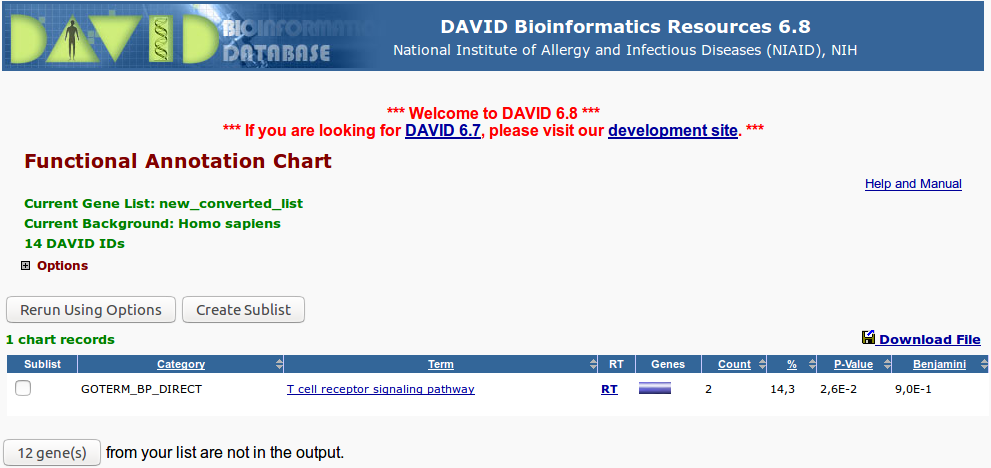 DAVID BIOINFORMATICS
DATABASE
DAVID Bioinformatics Resources 6.8
National Institute of Allergy and Infectious Diseases (NIAID), NIH
*** Welcome to DAVID 6.8 ***
*** If you are looking for DAVID 6.7, please visit our development site. ***
Functional Annotation Chart
Help and Manual
Current Gene List: new_converted_list
Current Background: Homo sapiens
14 DAVID IDs
Options
Rerun Using Options Create Sublist
1 chart records Download File
Sublist Category Term RT Genes Count % P-Value Benjamini
GOTERM_BP_DIRECT T cell receptor signaling pathway RT 2 14,3 2,6E-2 9,0E-1
12 gene(s) from your list are not in the output.